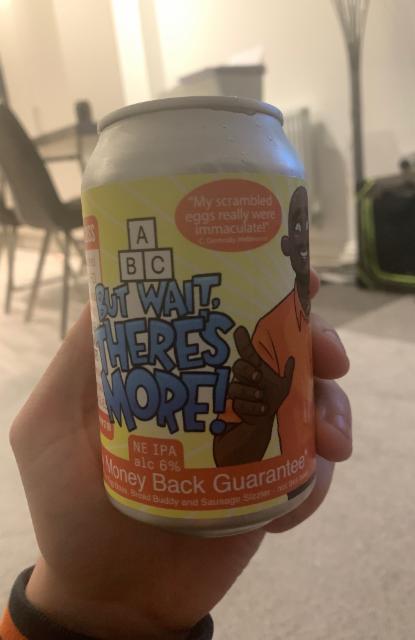 "My scrambled
eggs really were
immaculate!"
A
B C
BUT WAIT,
THERE'S
MORE!
NE IPA
alc 6%
Money Back Guarantee*
Bread Buddy and Sausage Sizzler - not